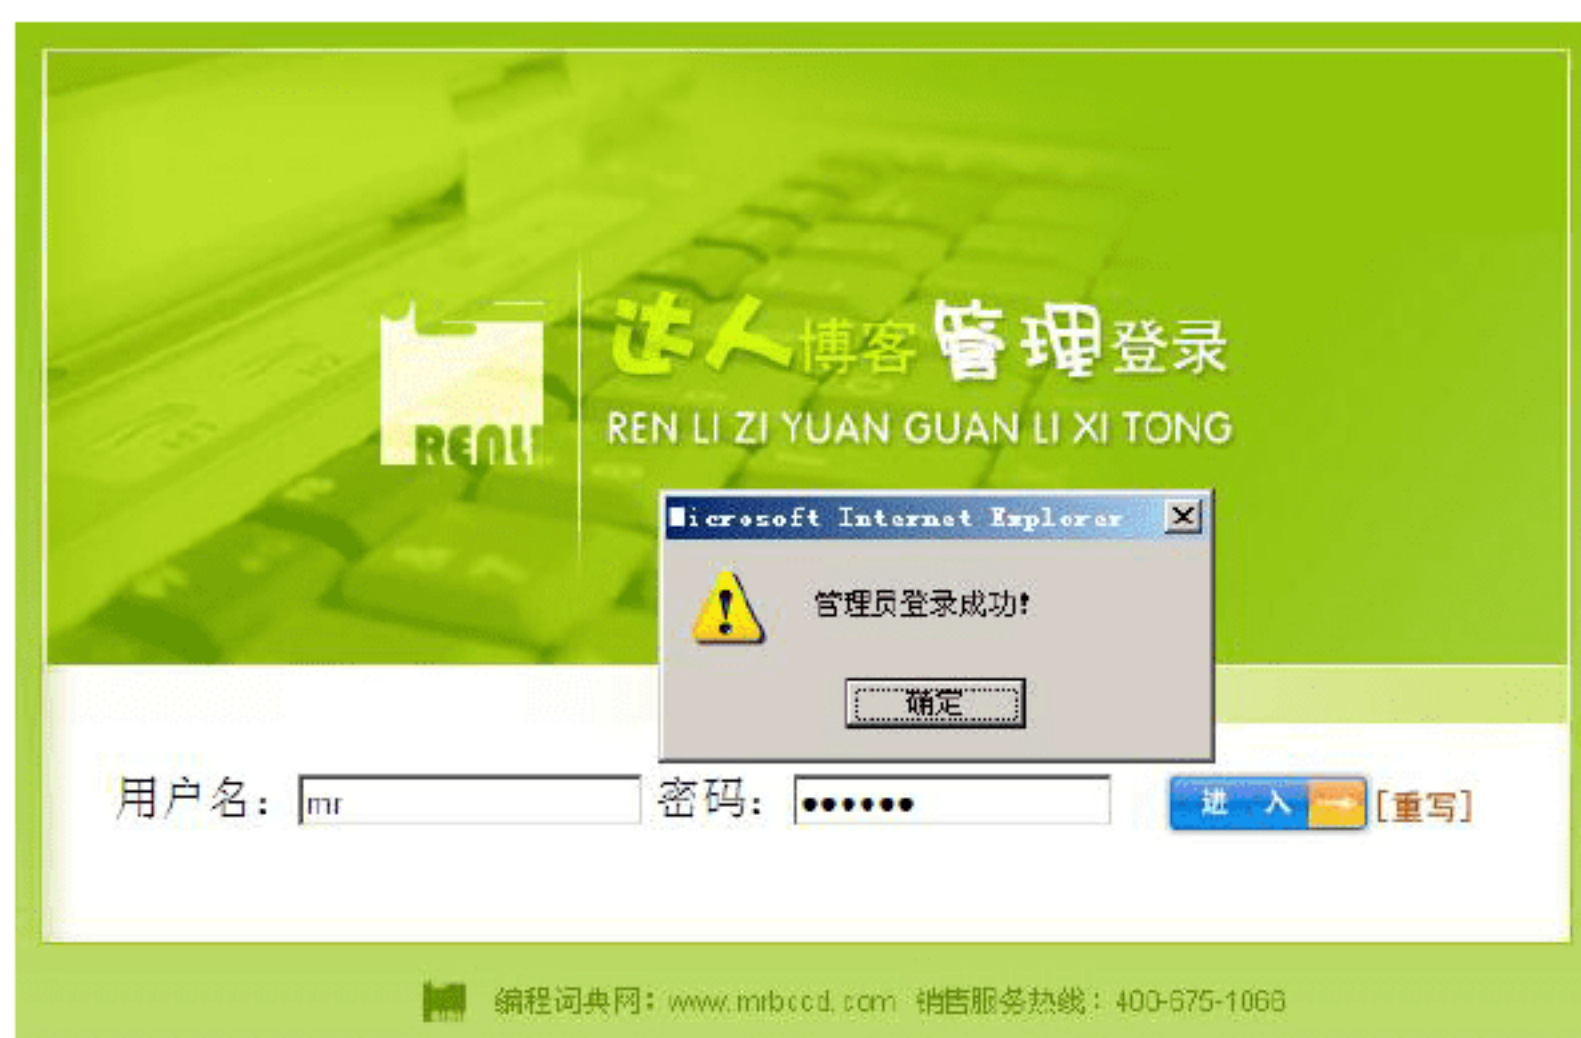 达人博客管理登录
RENLI
REN LI ZI YUAN GUAN LI XI TONG
Microsoft Internet Explorer
管理员登录成功!
确定
用户名: mr 密码: ●●●●●● 进 入 [重写]
编程词典网: www.mrbccd.com 销售服务热线: 400-675-1066